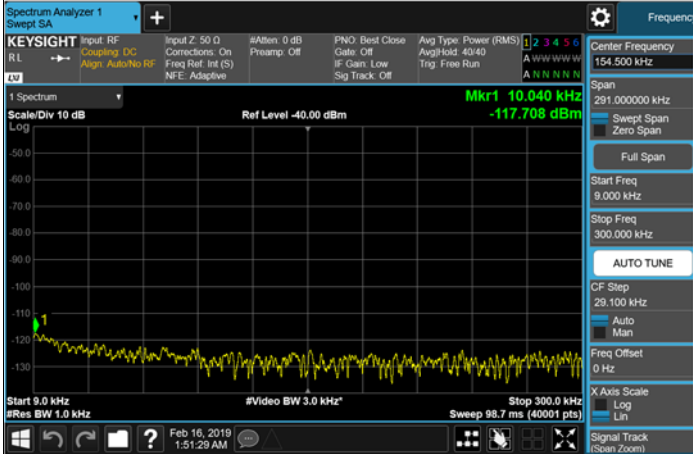 Spectrum Analyzer 1
Swept SA
KEYSIGHT
RL
Input: RF
Coupling: DC
Align: Auto/No RF
Input Z: 50 Ω
Corrections: On
Freq Ref: Int (S)
NFE: Adaptive
#Atten: 0 dB
Preamp: Off
PNO: Best Close
Gate: Off
IF Gain: Low
Sig Track: Off
Avg Type: Power (RMS)
Avg|Hold: 40/40
Trig: Free Run
1 2 3 4 5 6
A W W W W W
A N N N N N
1 Spectrum
Scale/Div 10 dB
Ref Level -40.00 dBm
Mkr1 10.040 kHz
-117.708 dBm
Log
-50.0
-60.0
-70.0
-80.0
-90.0
-100
-110
-120
-130
1
Start 9.0 kHz
#Res BW 1.0 kHz
#Video BW 3.0 kHz*
Stop 300.0 kHz
Sweep 98.7 ms (40001 pts)
Feb 16, 2019
1:51:29 AM
Frequenc
Center Frequency
154.500 kHz
Span
291.000000 kHz
Swept Span
Zero Span
Full Span
Start Freq
9.000 kHz
Stop Freq
300.000 kHz
AUTO TUNE
CF Step
29.100 kHz
Auto
Man
Freq Offset
0 Hz
X Axis Scale
Log
Lin
Signal Track
(Span Zoom)